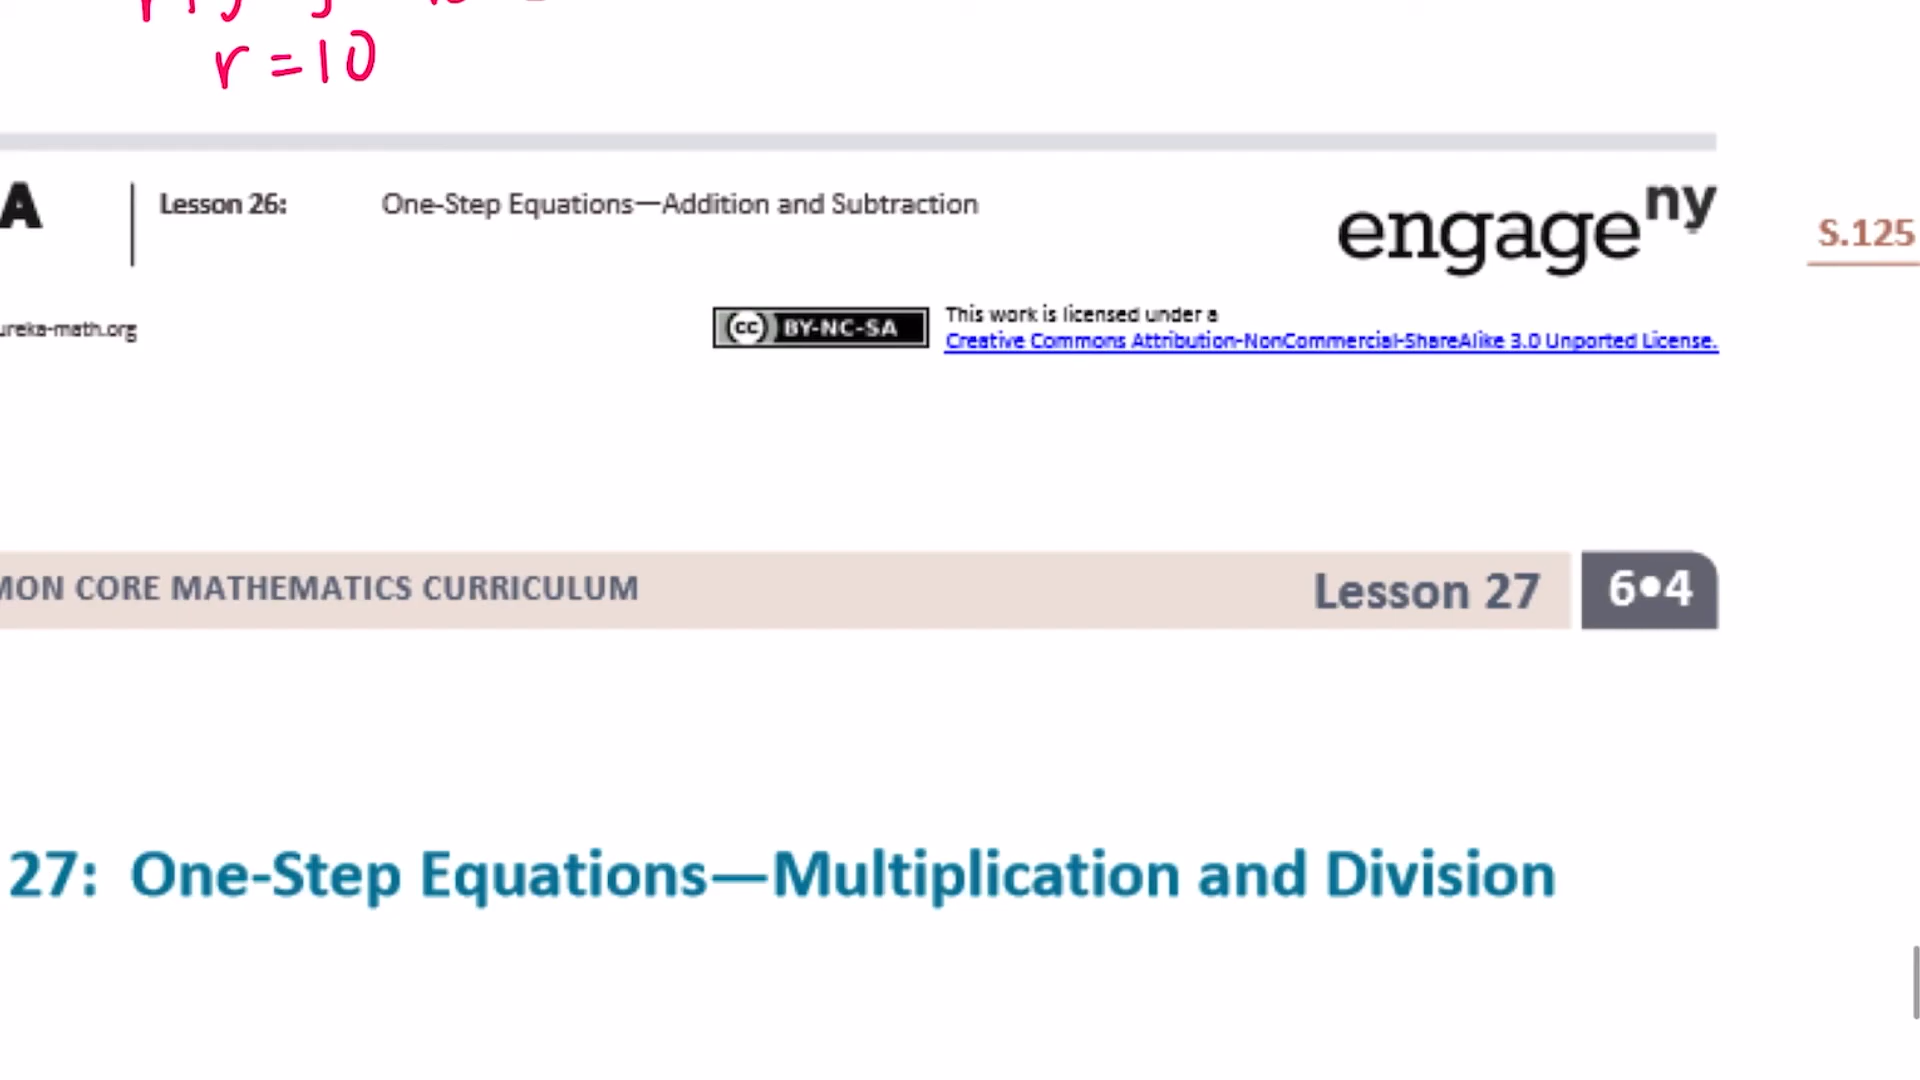 r = 10
A
Lesson 26:
One-Step Equations—Addition and Subtraction
engage ny
S.125
ureka-math.org
cc BY-NC-SA
This work is licensed under a
Creative Commons Attribution-NonCommercial-ShareAlike 3.0 Unported License.
MON CORE MATHEMATICS CURRICULUM
Lesson 27
6•4
27: One-Step Equations—Multiplication and Division